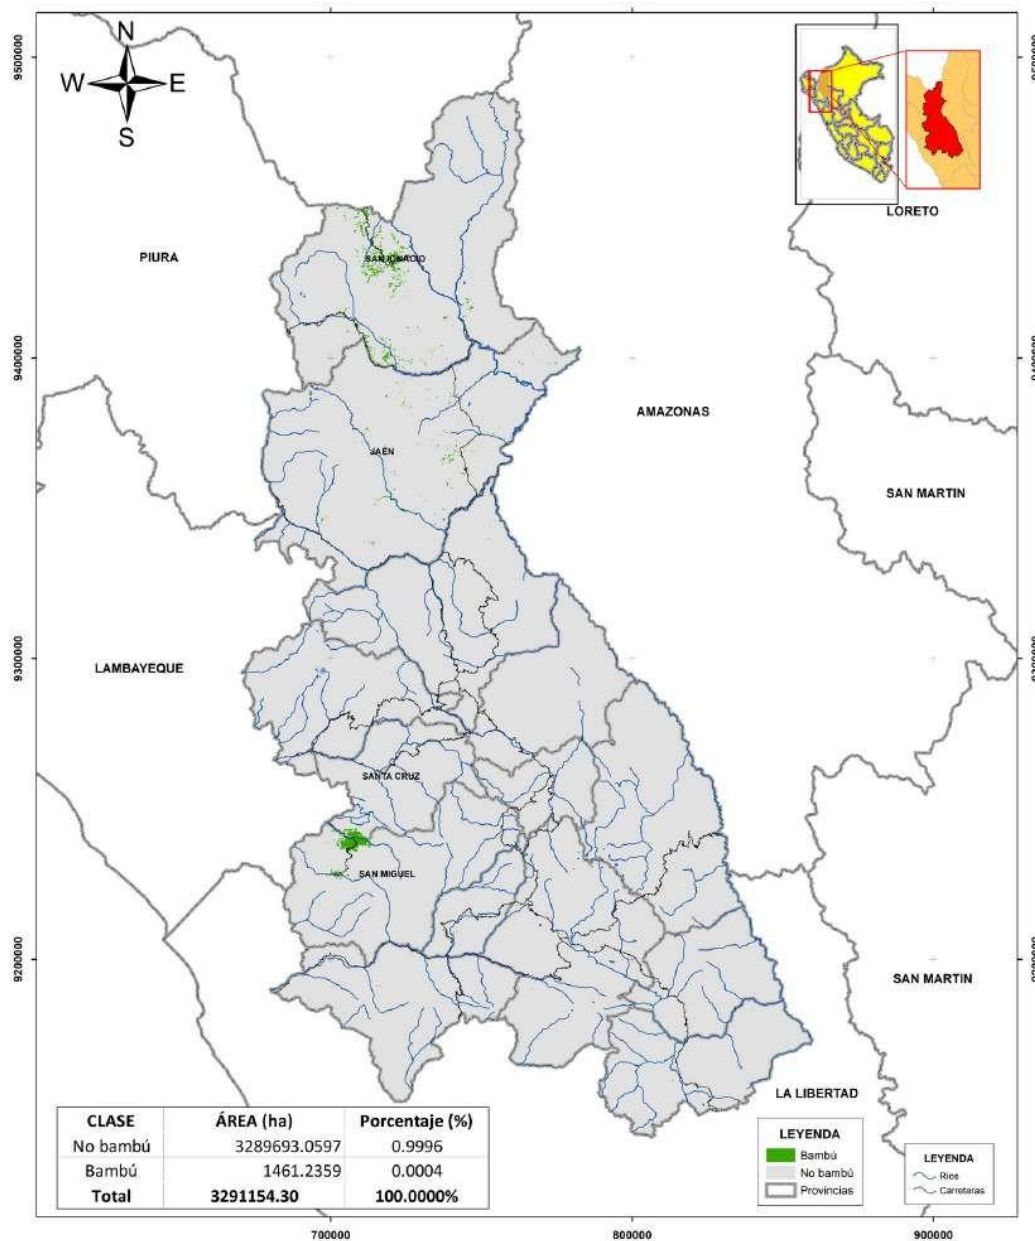 N
W E
S
9500000
LORETO
PIURA
SAN IGNACIO
9400000
AMAZONAS
JAÉN
SAN MARTIN
LAMBAYEQUE
9300000
SANTA CRUZ
SAN MIGUEL
9200000
SAN MARTIN
LA LIBERTAD
CLASE ÁREA (ha) Porcentaje (%)
No bambú 3289693.0597 0.9996
Bambú 1461.2359 0.0004
Total 3291154.30 100.0000%
LEYENDA
Bambú
No bambú
Provincias
LEYENDA
Rios
Carreteras
700000 800000 900000